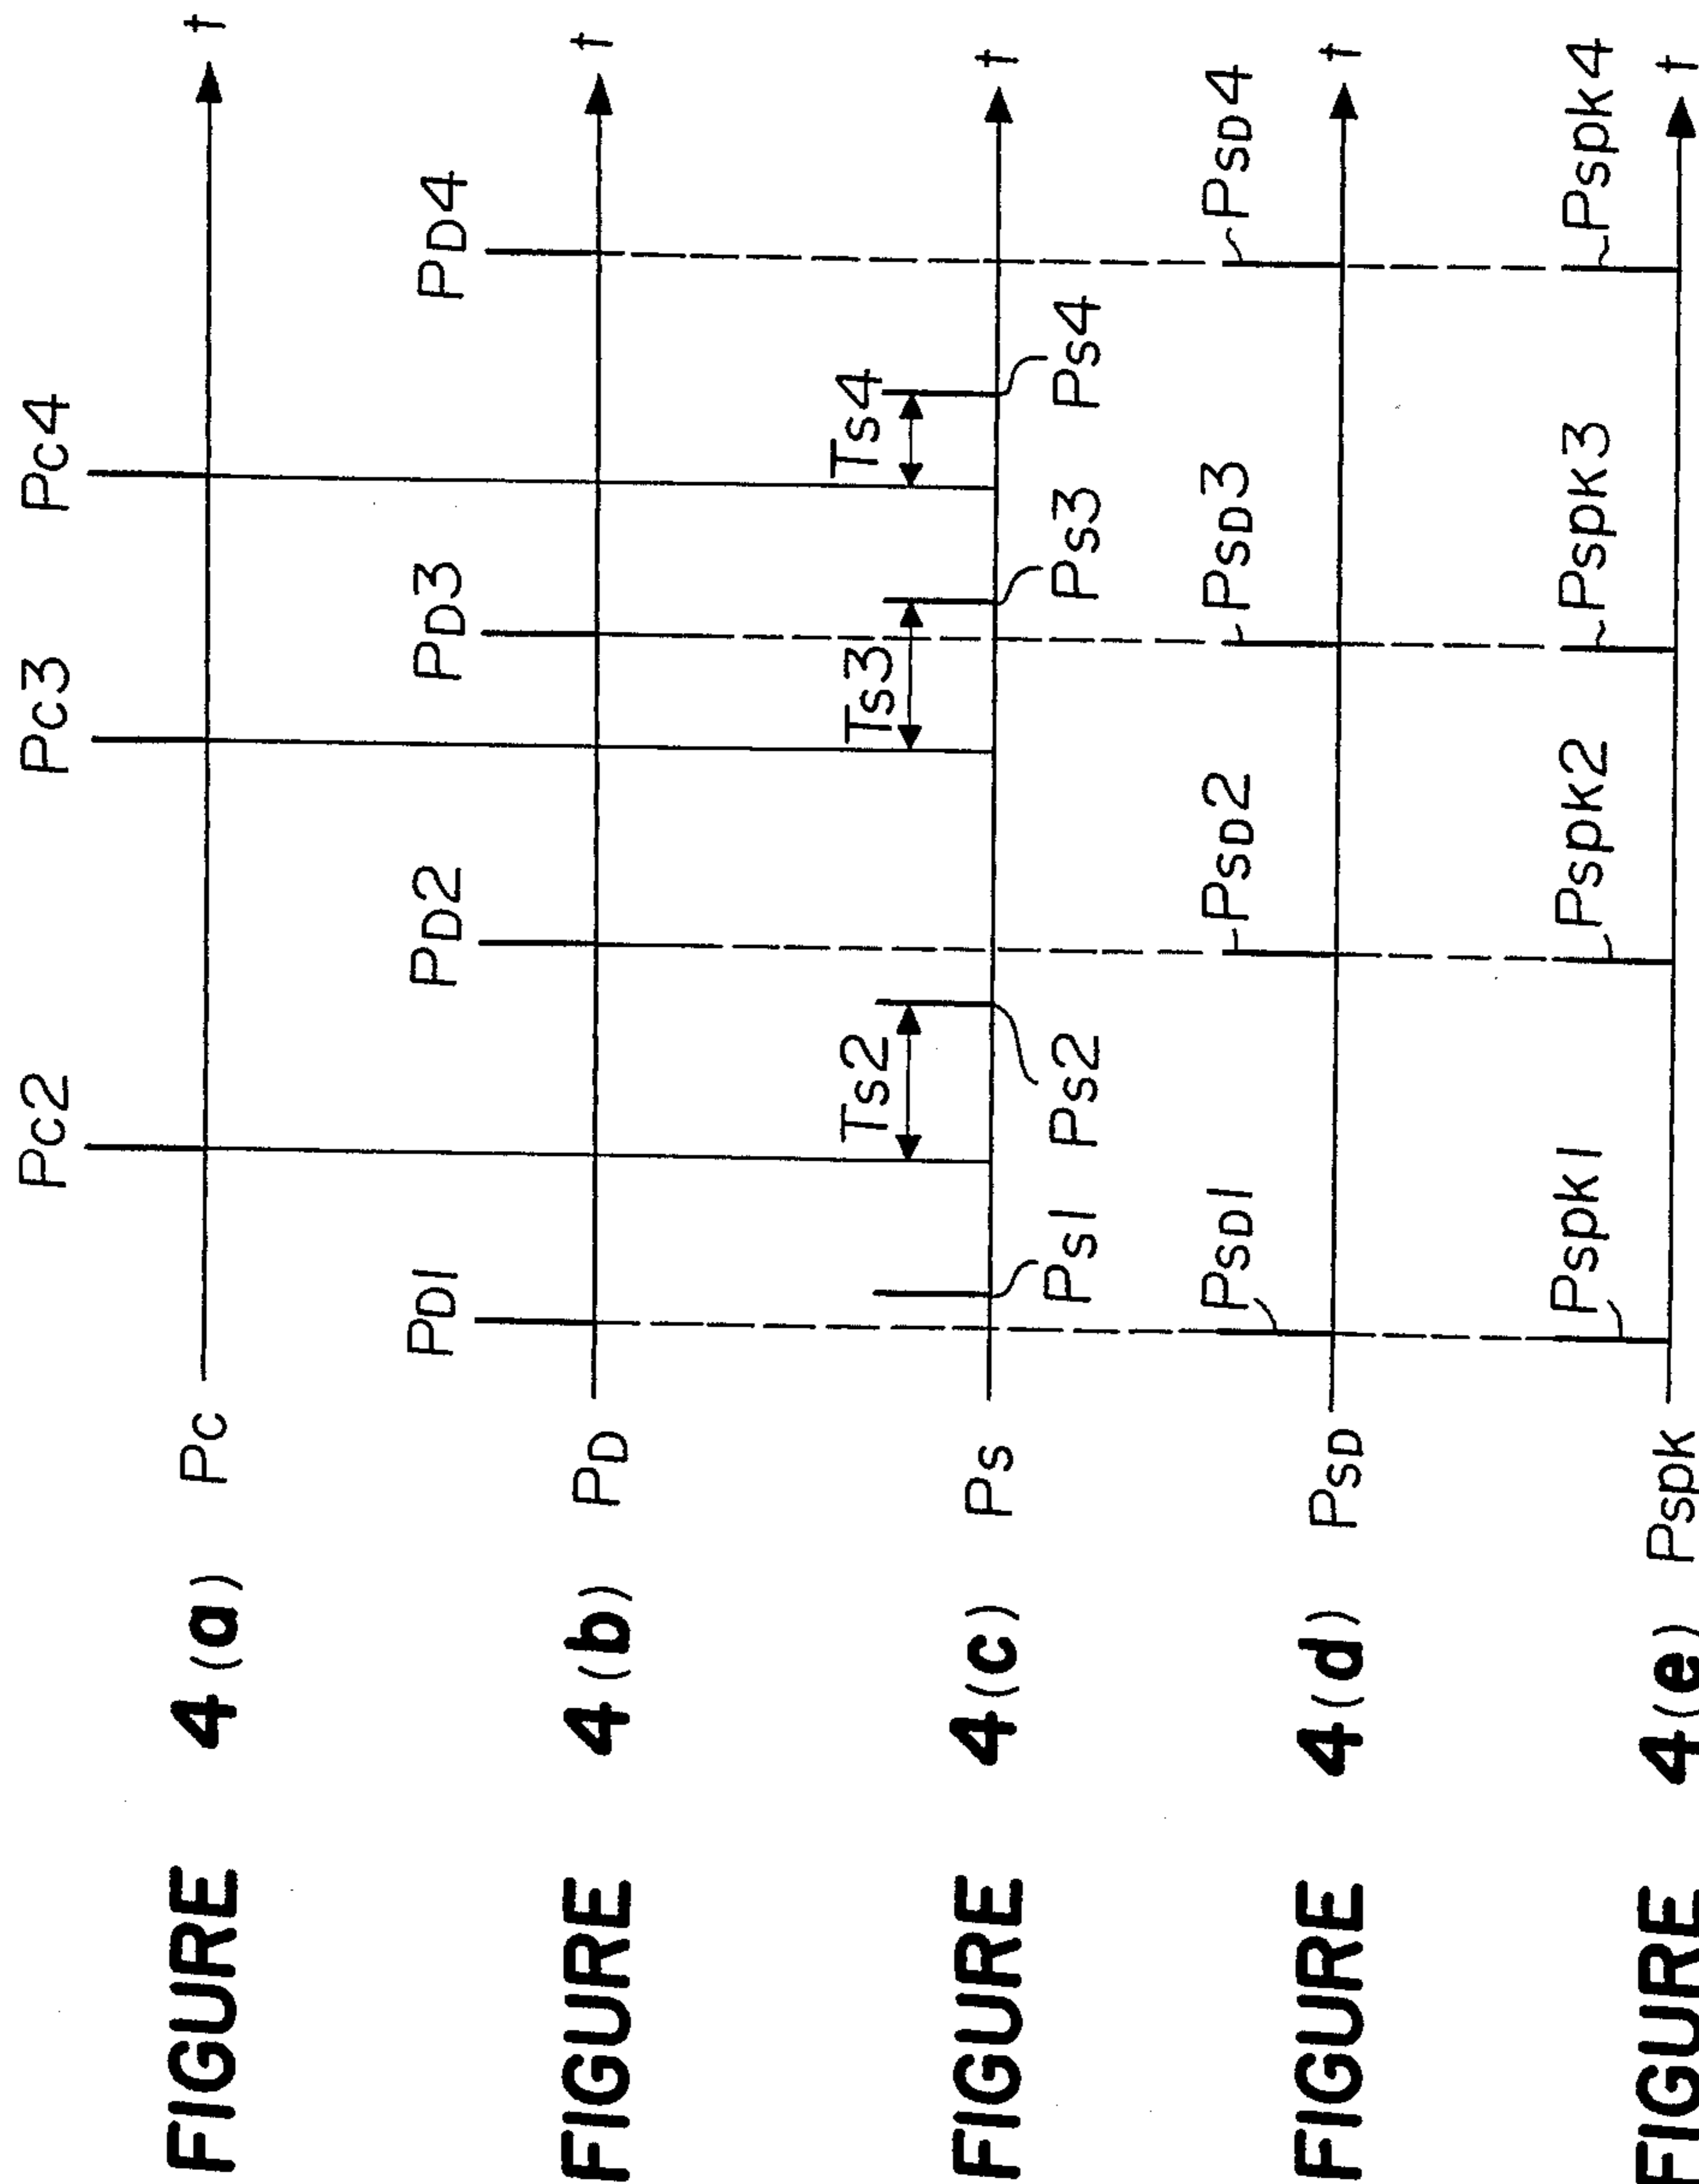 Pc2 Pc3 Pc4
FIGURE 4(a) Pc t
PD1 PD2 PD3 PD4
FIGURE 4(b) PD t
Ts2 Ts3 Ts4
FIGURE 4(c) Ps t
Ps1 Ps2 Ps3 Ps4
PsD1 PsD2 PsD3 PsD4
FIGURE 4(d) PsD t
Pspk1 Pspk2 Pspk3 Pspk4
FIGURE 4(e) Pspk t